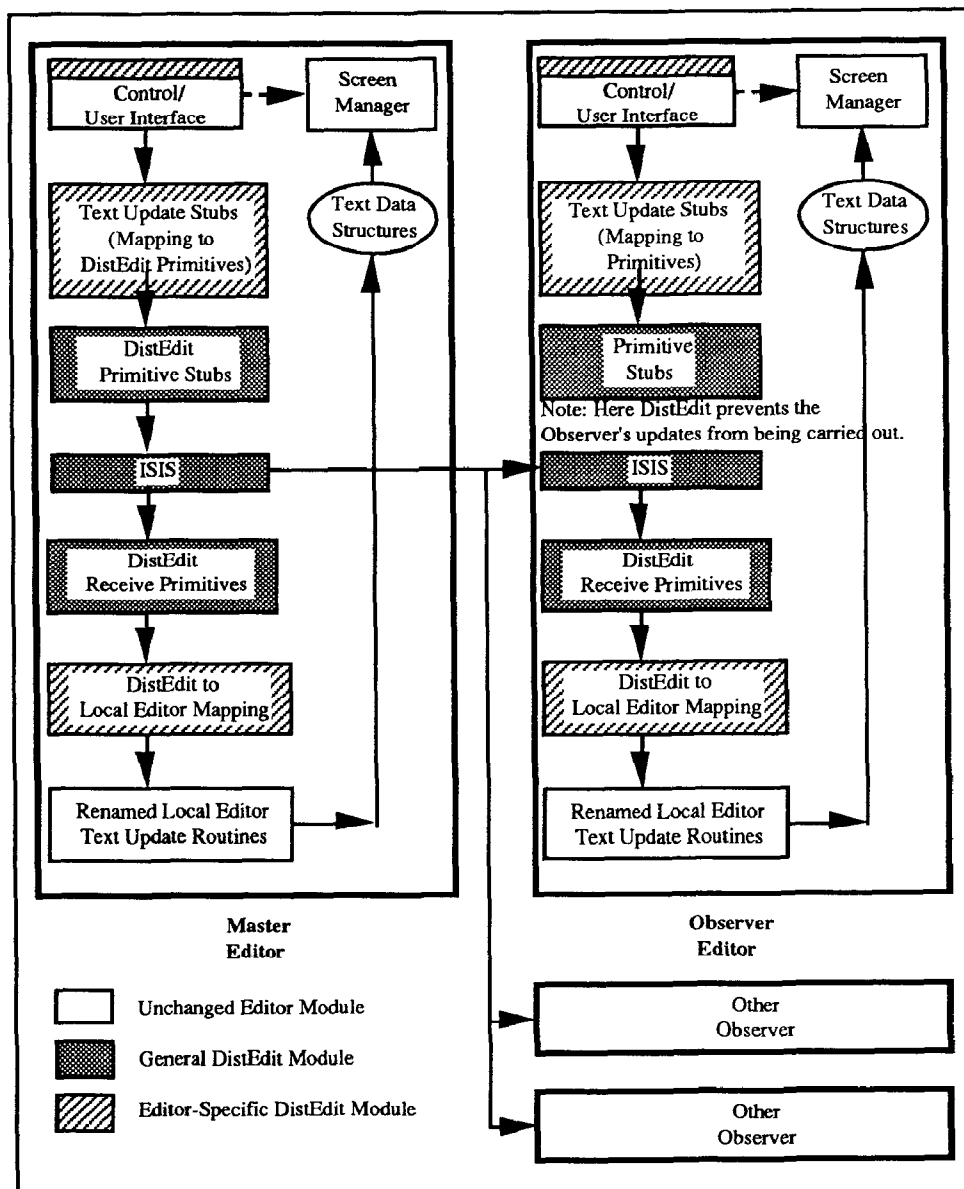 Control/
User Interface
Screen
Manager
Text Update Stubs
(Mapping to
DistEdit Primitives)
Text Data
Structures
DistEdit
Primitive Stubs
ISIS
DistEdit
Receive Primitives
DistEdit to
Local Editor Mapping
Renamed Local Editor
Text Update Routines
Master
Editor
Control/
User Interface
Screen
Manager
Text Update Stubs
(Mapping to
Primitives)
Text Data
Structures
Primitive
Stubs
Note: Here DistEdit prevents the
Observer's updates from being carried out.
ISIS
DistEdit
Receive Primitives
DistEdit to
Local Editor Mapping
Renamed Local Editor
Text Update Routines
Observer
Editor
Unchanged Editor Module
General DistEdit Module
Editor-Specific DistEdit Module
Other
Observer
Other
Observer